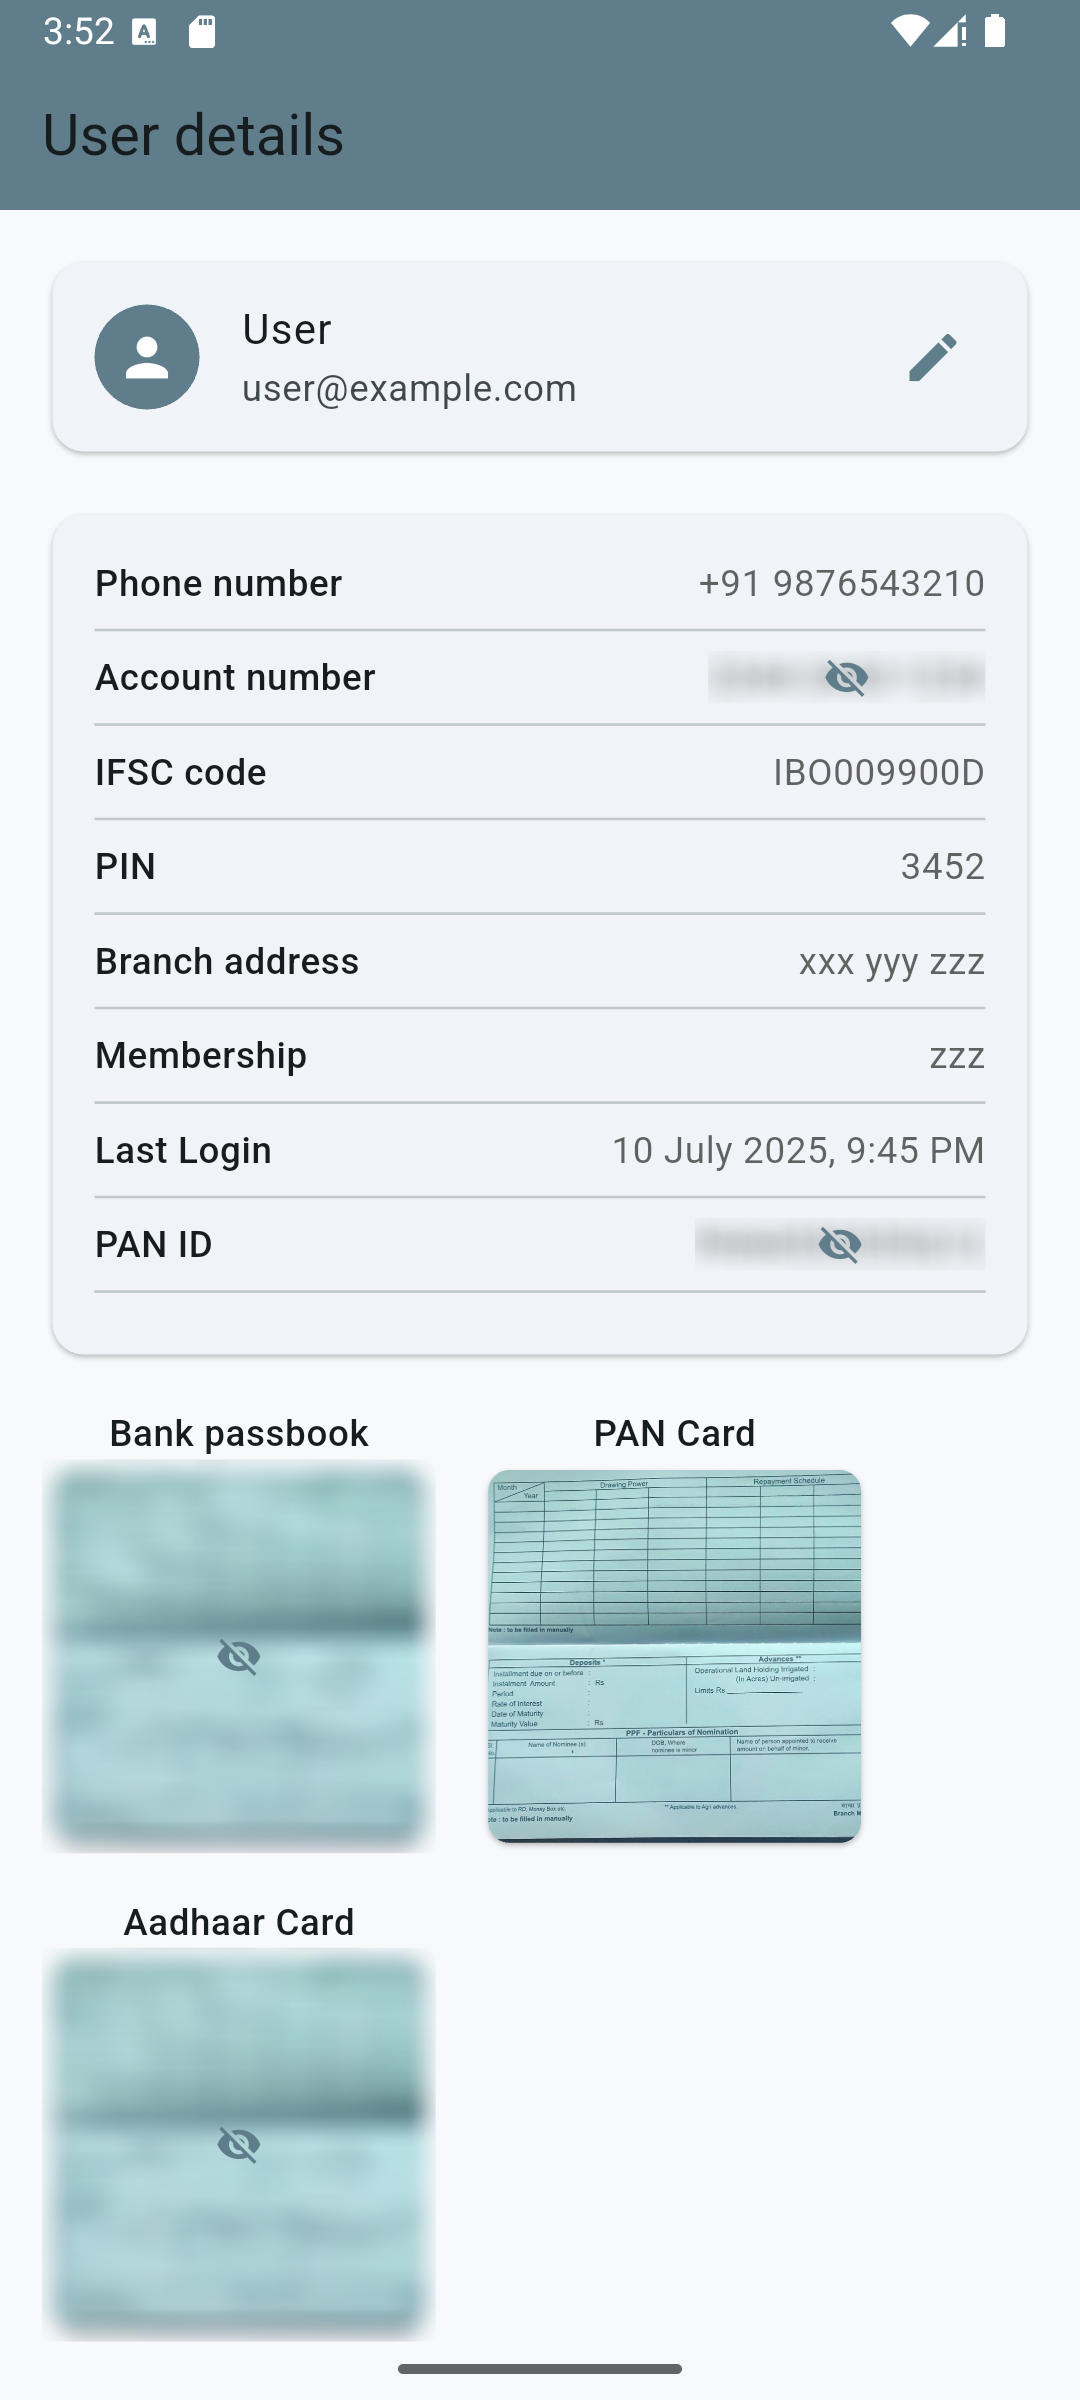 3:52
User details
User
user@example.com
Phone number +91 9876543210
Account number
IFSC code IBO009900D
PIN 3452
Branch address xxx yyy zzz
Membership zzz
Last Login 10 July 2025, 9:45 PM
PAN ID
Bank passbook PAN Card
Month Year Drawing Power Repayment Schedule
Note : to be filled in manually
Deposits * Advances **
Installment due on or before : Operational Land Holding Irrigated :
Instalment Amount : Rs (In Acres) Un-irrigated :
Period : Limits Rs
Rate of Interest :
Date of Maturity :
Maturity Value : Rs
PPF - Particulars of Nomination
Name of Nominee (s) DOB, Where nominee is minor Name of person appointed to receive amount on behalf of minor.
Applicable to RD, Money Box etc. ** Applicable to Agri advances.
: to be filled in manually Branch
Aadhaar Card